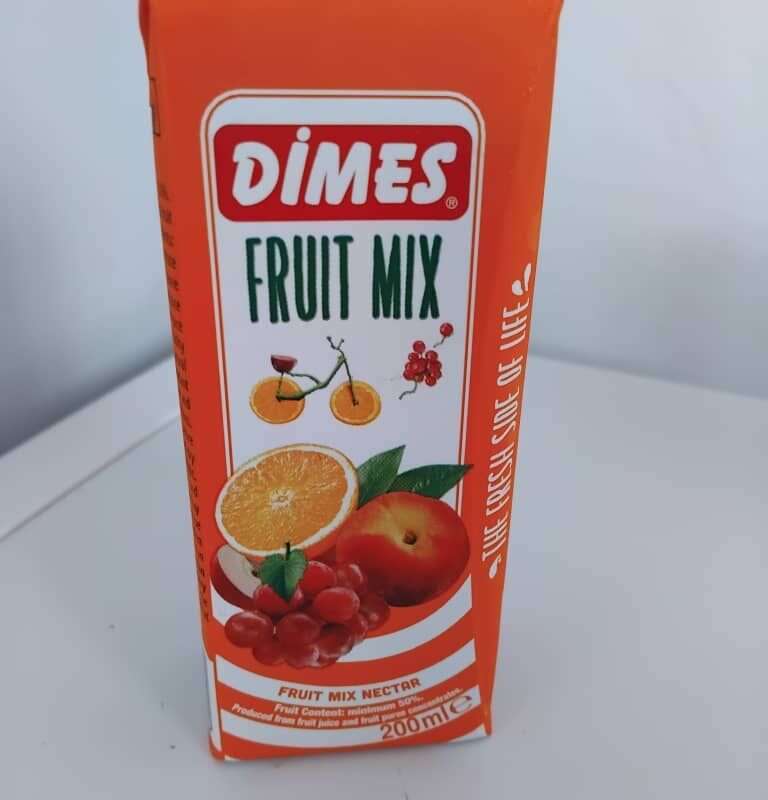 DİMES®
FRUIT MIX
THE FRESH SIDE OF LIFE
FRUIT MIX NECTAR
Fruit Content: minimum 50%.
Produced from fruit juice and fruit puree concentrates.
200ml℮